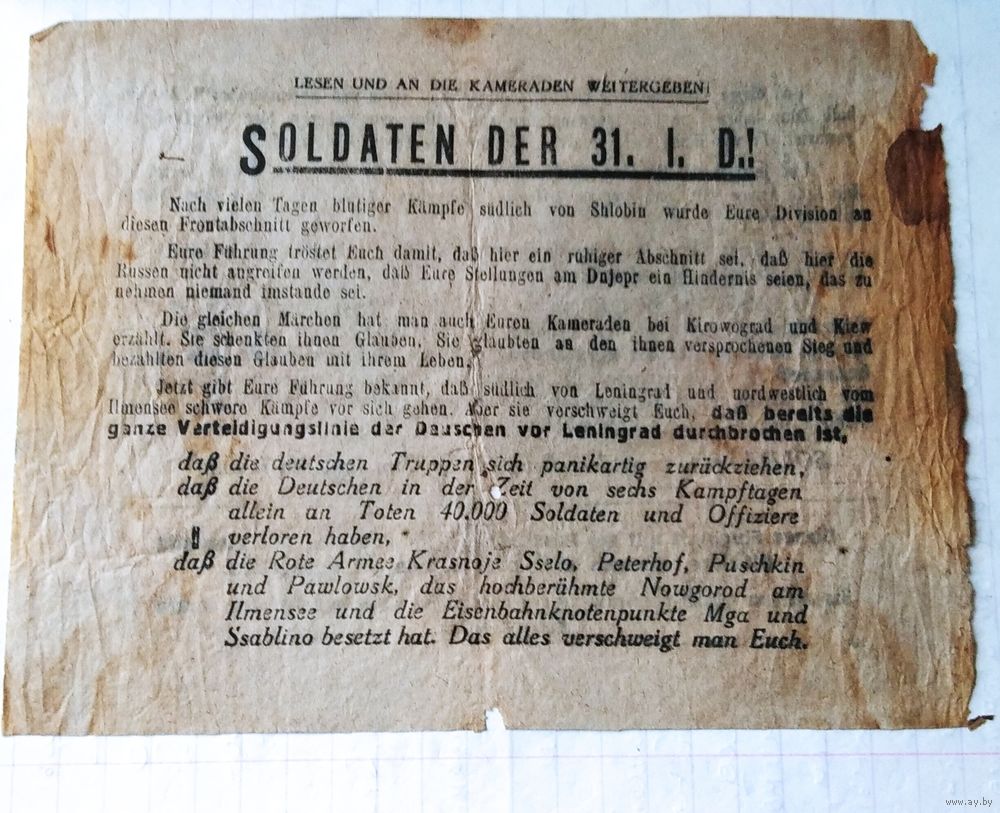 LESEN UND AN DIE KAMERADEN WEITERGEBEN!
SOLDATEN DER 31. I. D.!
Nach vielen Tagen blutiger Kämpfe südlich von Shlobin wurde Eure Division an
diesen Frontabschnitt geworfen.
Eure Führung tröstet Euch damit, daß hier ein ruhiger Abschnitt sei, daß hier die
Russen nicht angreifen werden, daß Eure Stellungen am Dnjepr ein Hindernis seien, das zu
nehmen niemand imstande sei.
Die gleichen Märchen hat man auch Euren Kameraden bei Kirowograd und Kiew
erzählt. Sie schenkten ihnen Glauben. Sie glaubten an den ihnen versprochenen Sieg und
bezahlten diesen Glauben mit ihrem Leben.
Jetzt gibt Eure Führung bekannt, daß südlich von Leningrad und nordwestlich vom
Ilmensee schwere Kämpfe vor sich gehen. Aber sie verschweigt Euch, daß bereits die
ganze Verteidigungslinie der Deuschen vor Leningrad durchbrochen ist,
daß die deutschen Truppen sich panikartig zurückziehen,
daß die Deutschen in der Zeit von sechs Kampftagen
allein an Toten 40.000 Soldaten und Offiziere
verloren haben,
daß die Rote Armee Krasnoje Sselo, Peterhof, Puschkin
und Pawlowsk, das hochberühmte Nowgorod am
Ilmensee und die Eisenbahnknotenpunkte Mga und
Ssablino besetzt hat. Das alles verschweigt man Euch.
www.ay.by